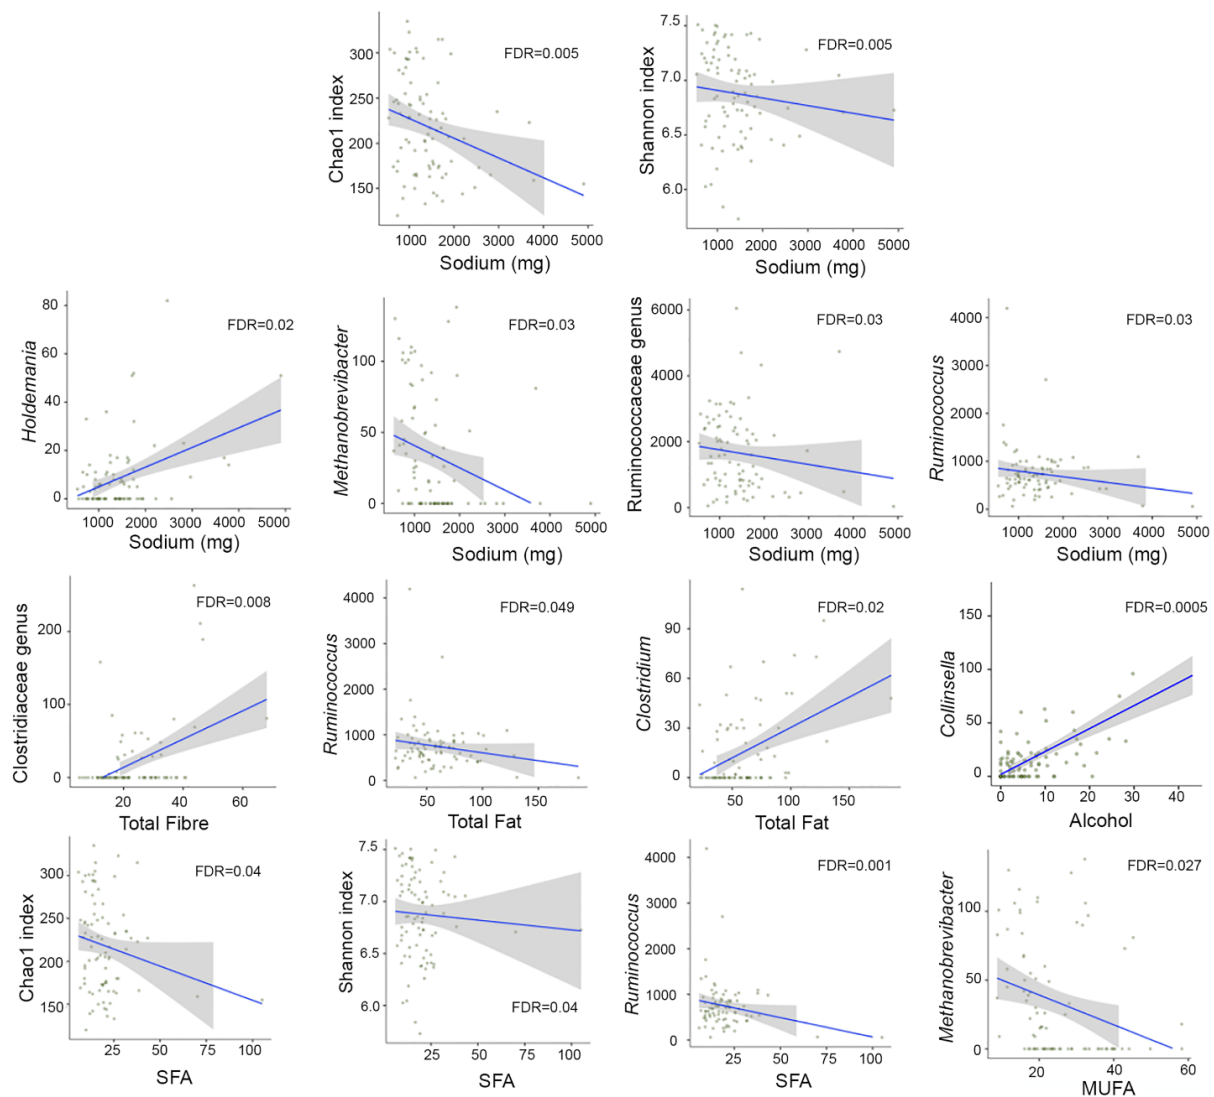 Chao1 index
300
250
200
150
FDR=0.005
1000 2000 3000 4000 5000
Sodium (mg)
Shannon index
7.5
7.0
6.5
6.0
FDR=0.005
1000 2000 3000 4000 5000
Sodium (mg)
Holdemania
80
60
40
20
0
FDR=0.02
1000 2000 3000 4000 5000
Sodium (mg)
Methanobrevibacter
100
50
0
FDR=0.03
1000 2000 3000 4000 5000
Sodium (mg)
Ruminoccaceae genus
6000
4000
2000
0
FDR=0.03
1000 2000 3000 4000 5000
Sodium (mg)
Ruminococcus
4000
3000
2000
1000
0
FDR=0.03
1000 2000 3000 4000 5000
Sodium (mg)
Clostridiaceae genus
200
100
0
FDR=0.008
20 40 60
Total Fibre
Ruminococcus
4000
3000
2000
1000
0
FDR=0.049
50 100 150
Total Fat
Clostridium
90
60
30
0
FDR=0.02
50 100 150
Total Fat
Collinsella
150
100
50
0
FDR=0.0005
0 10 20 30 40
Alcohol
Chao1 index
300
250
200
150
FDR=0.04
25 50 75 100
SFA
Shannon index
7.5
7.0
6.5
6.0
FDR=0.04
25 50 75 100
SFA
Ruminococcus
4000
3000
2000
1000
0
FDR=0.001
25 50 75 100
SFA
Methanobrevibacter
100
50
0
FDR=0.027
20 40 60
MUFA